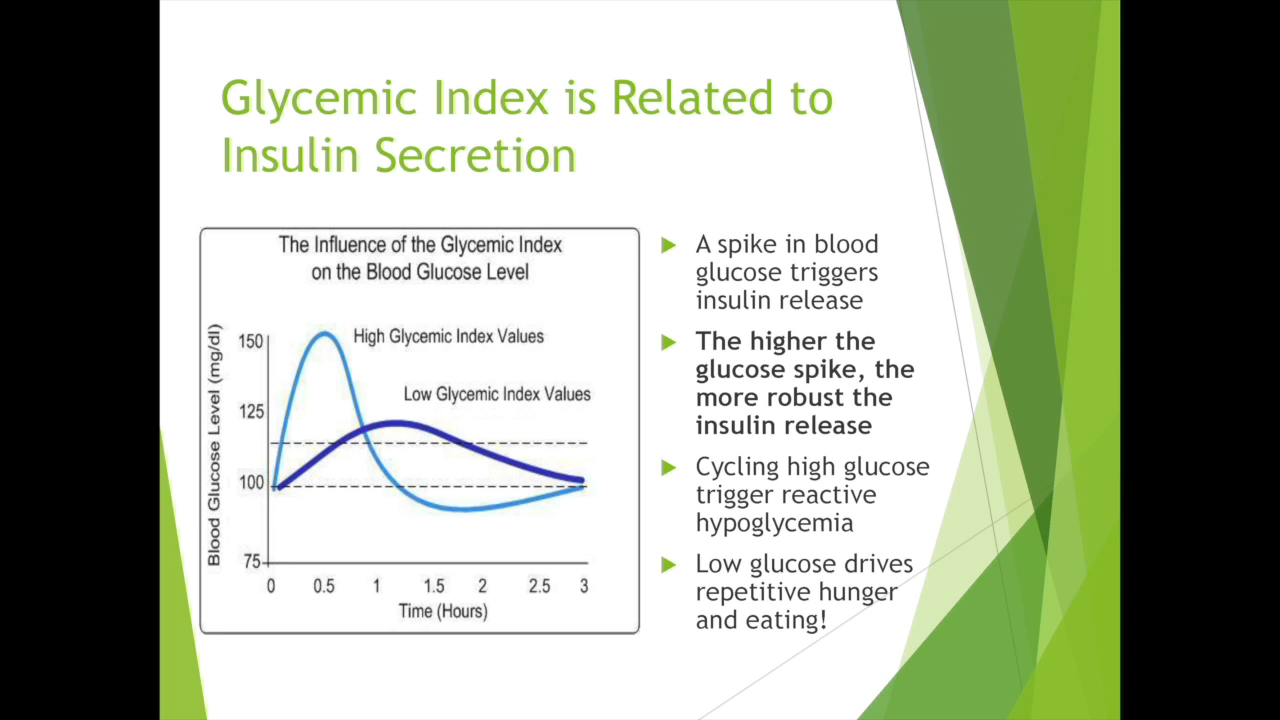 Glycemic Index is Related to
Insulin Secretion
The Influence of the Glycemic Index
on the Blood Glucose Level
Blood Glucose Level (mg/dl)
150
125
100
75
High Glycemic Index Values
Low Glycemic Index Values
0 0.5 1 1.5 2 2.5 3
Time (Hours)
A spike in blood
glucose triggers
insulin release
The higher the
glucose spike, the
more robust the
insulin release
Cycling high glucose
trigger reactive
hypoglycemia
Low glucose drives
repetitive hunger
and eating!